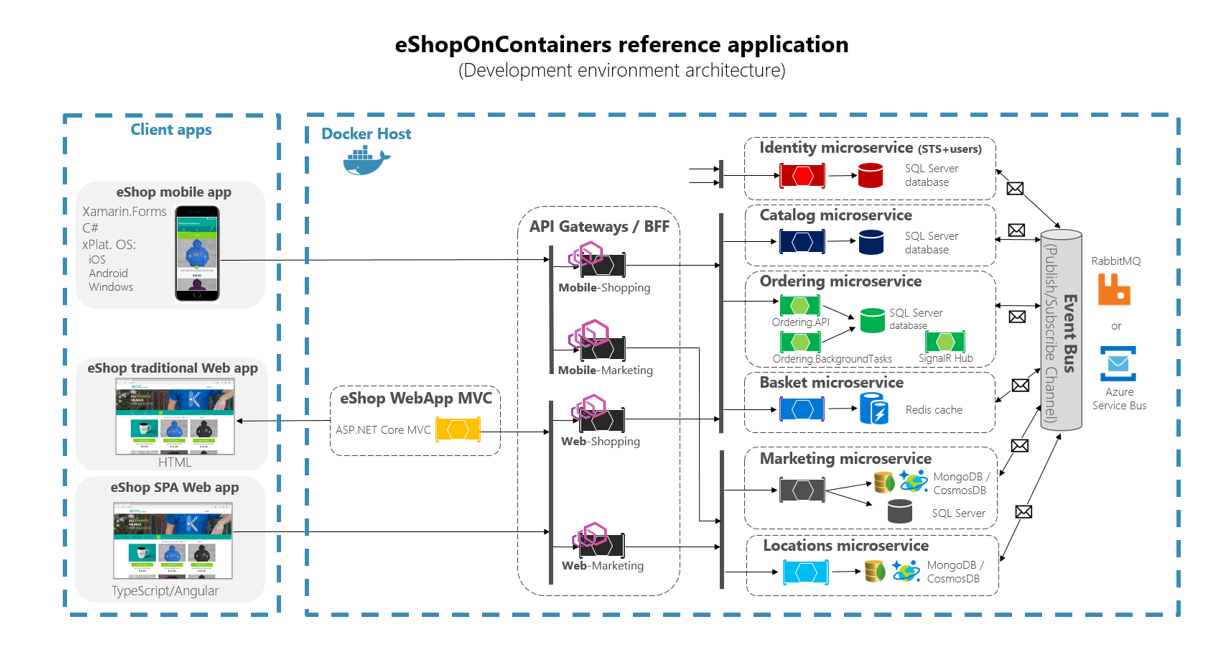 eShopOnContainers reference application
(Development environment architecture)
Client apps
eShop mobile app
Xamarin.Forms
C#
xPlat. OS:
iOS
Android
Windows
eShop traditional Web app
HTML
eShop SPA Web app
TypeScript/Angular
Docker Host
eShop WebApp MVC
ASP.NET Core MVC
API Gateways / BFF
Mobile-Shopping
Mobile-Marketing
Web-Shopping
Web-Marketing
Identity microservice (STS+users)
SQL Server
database
Catalog microservice
SQL Server
database
Ordering microservice
Ordering.API
SQL Server
database
Ordering.BackgroundTasks
SignalR Hub
Basket microservice
Redis cache
Marketing microservice
MongoDB /
CosmosDB
SQL Server
Locations microservice
MongoDB /
CosmosDB
Event Bus
(Publish/Subscribe Channel)
RabbitMQ
or
Azure
Service Bus